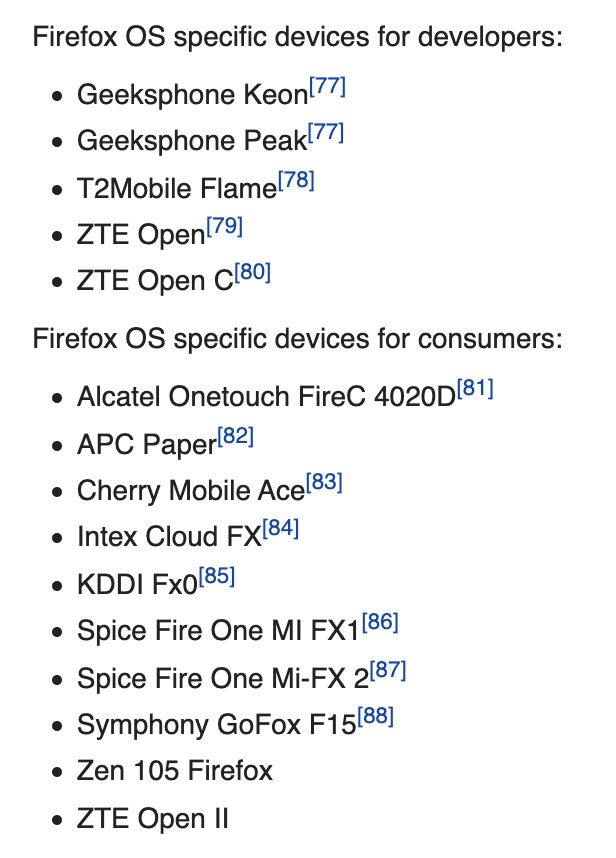 Firefox OS specific devices for developers:
• Geeksphone Keon[77]
• Geeksphone Peak[77]
• T2Mobile Flame[78]
• ZTE Open[79]
• ZTE Open C[80]
Firefox OS specific devices for consumers:
• Alcatel Onetouch FireC 4020D[81]
• APC Paper[82]
• Cherry Mobile Ace[83]
• Intex Cloud FX[84]
• KDDI Fx0[85]
• Spice Fire One MI FX1[86]
• Spice Fire One Mi-FX 2[87]
• Symphony GoFox F15[88]
• Zen 105 Firefox
• ZTE Open II